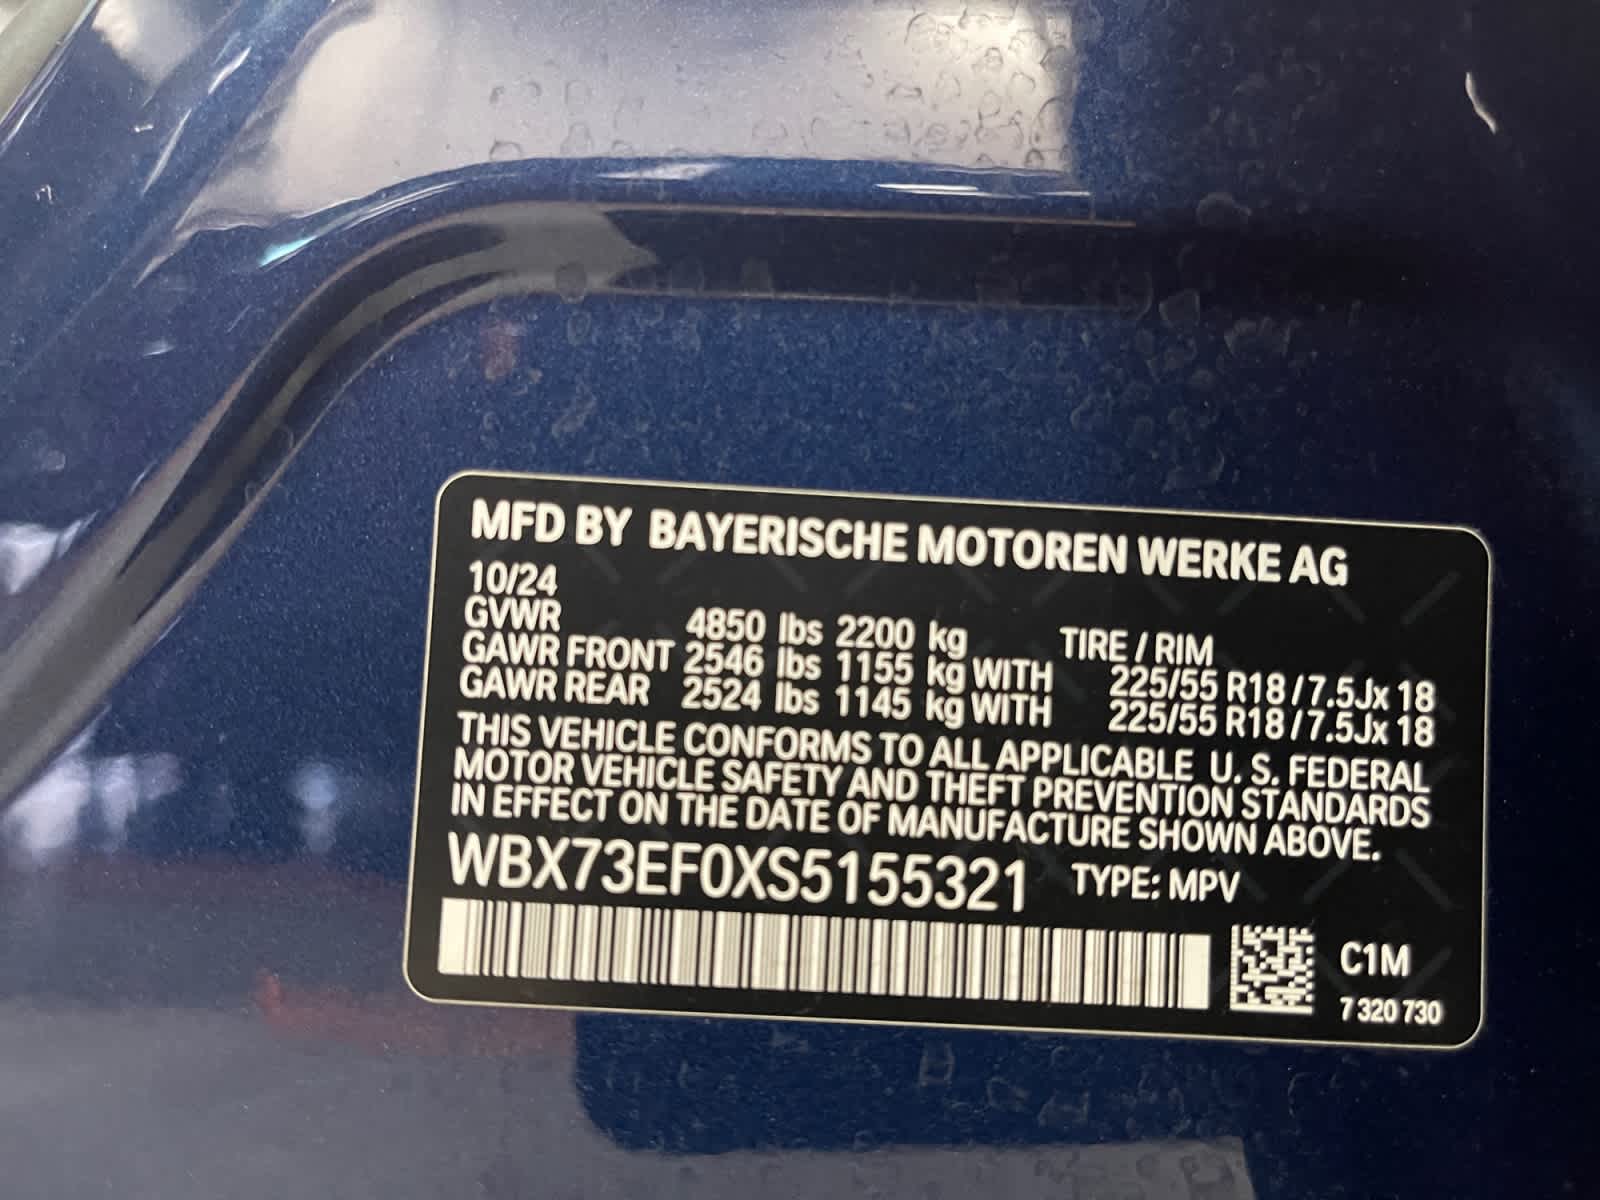 MFD BY BAYERISCHE MOTOREN WERKE AG
10/24
GVWR 4850 lbs 2200 kg TIRE / RIM
GAWR FRONT 2546 lbs 1155 kg WITH 225/55 R18 / 7.5Jx 18
GAWR REAR 2524 lbs 1145 kg WITH 225/55 R18 / 7.5Jx 18
THIS VEHICLE CONFORMS TO ALL APPLICABLE U. S. FEDERAL
MOTOR VEHICLE SAFETY AND THEFT PREVENTION STANDARDS
IN EFFECT ON THE DATE OF MANUFACTURE SHOWN ABOVE.
WBX73EF0XS5155321 TYPE: MPV
C1M
7 320 730